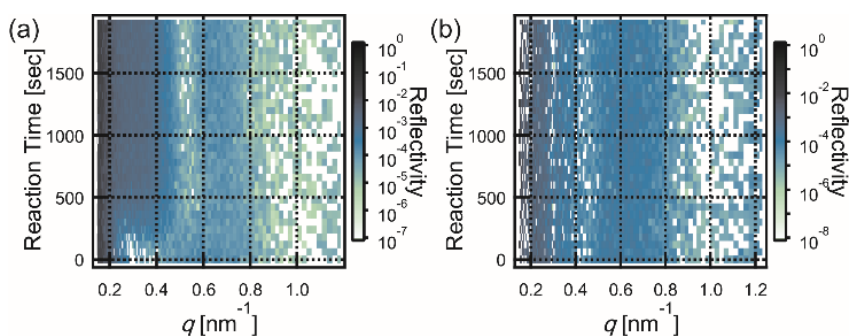 (a)
Reaction Time [sec]
1500
1000
500
0
0.2 0.4 0.6 0.8 1.0
q [nm⁻¹]
10⁰
10⁻¹
10⁻²
10⁻³
10⁻⁴
10⁻⁵
10⁻⁶
10⁻⁷
Reflectivity
(b)
Reaction Time [sec]
1500
1000
500
0
0.2 0.4 0.6 0.8 1.0 1.2
q [nm⁻¹]
10⁰
10⁻²
10⁻⁴
10⁻⁶
10⁻⁸
Reflectivity